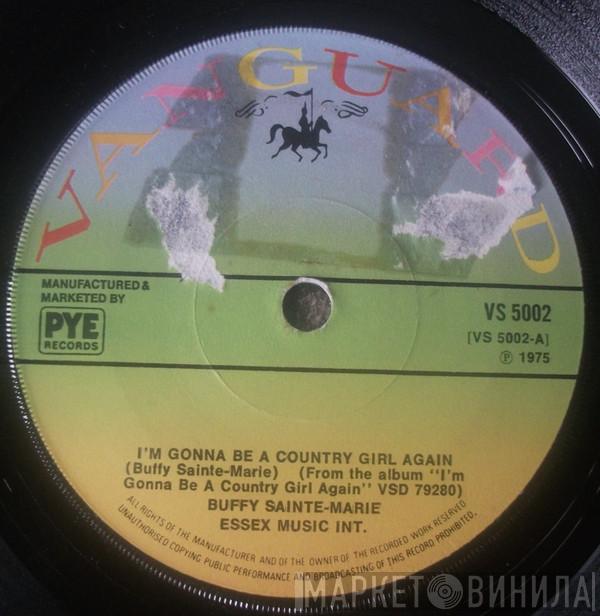 VANGUARD
MANUFACTURED &
MARKETED BY
PYE
RECORDS
VS 5002
[VS 5002-A]
℗ 1975
I'M GONNA BE A COUNTRY GIRL AGAIN
(Buffy Sainte-Marie) (From the album "I'm
Gonna Be A Country Girl Again" VSD 79280)
BUFFY SAINTE-MARIE
ESSEX MUSIC INT.
ALL RIGHTS OF THE MANUFACTURER AND OF THE OWNER OF THE RECORDED WORK RESERVED
UNAUTHORISED COPYING PUBLIC PERFORMANCE AND BROADCASTING OF THIS RECORD PROHIBITED.
МАРКЕТ ВИНИЛА